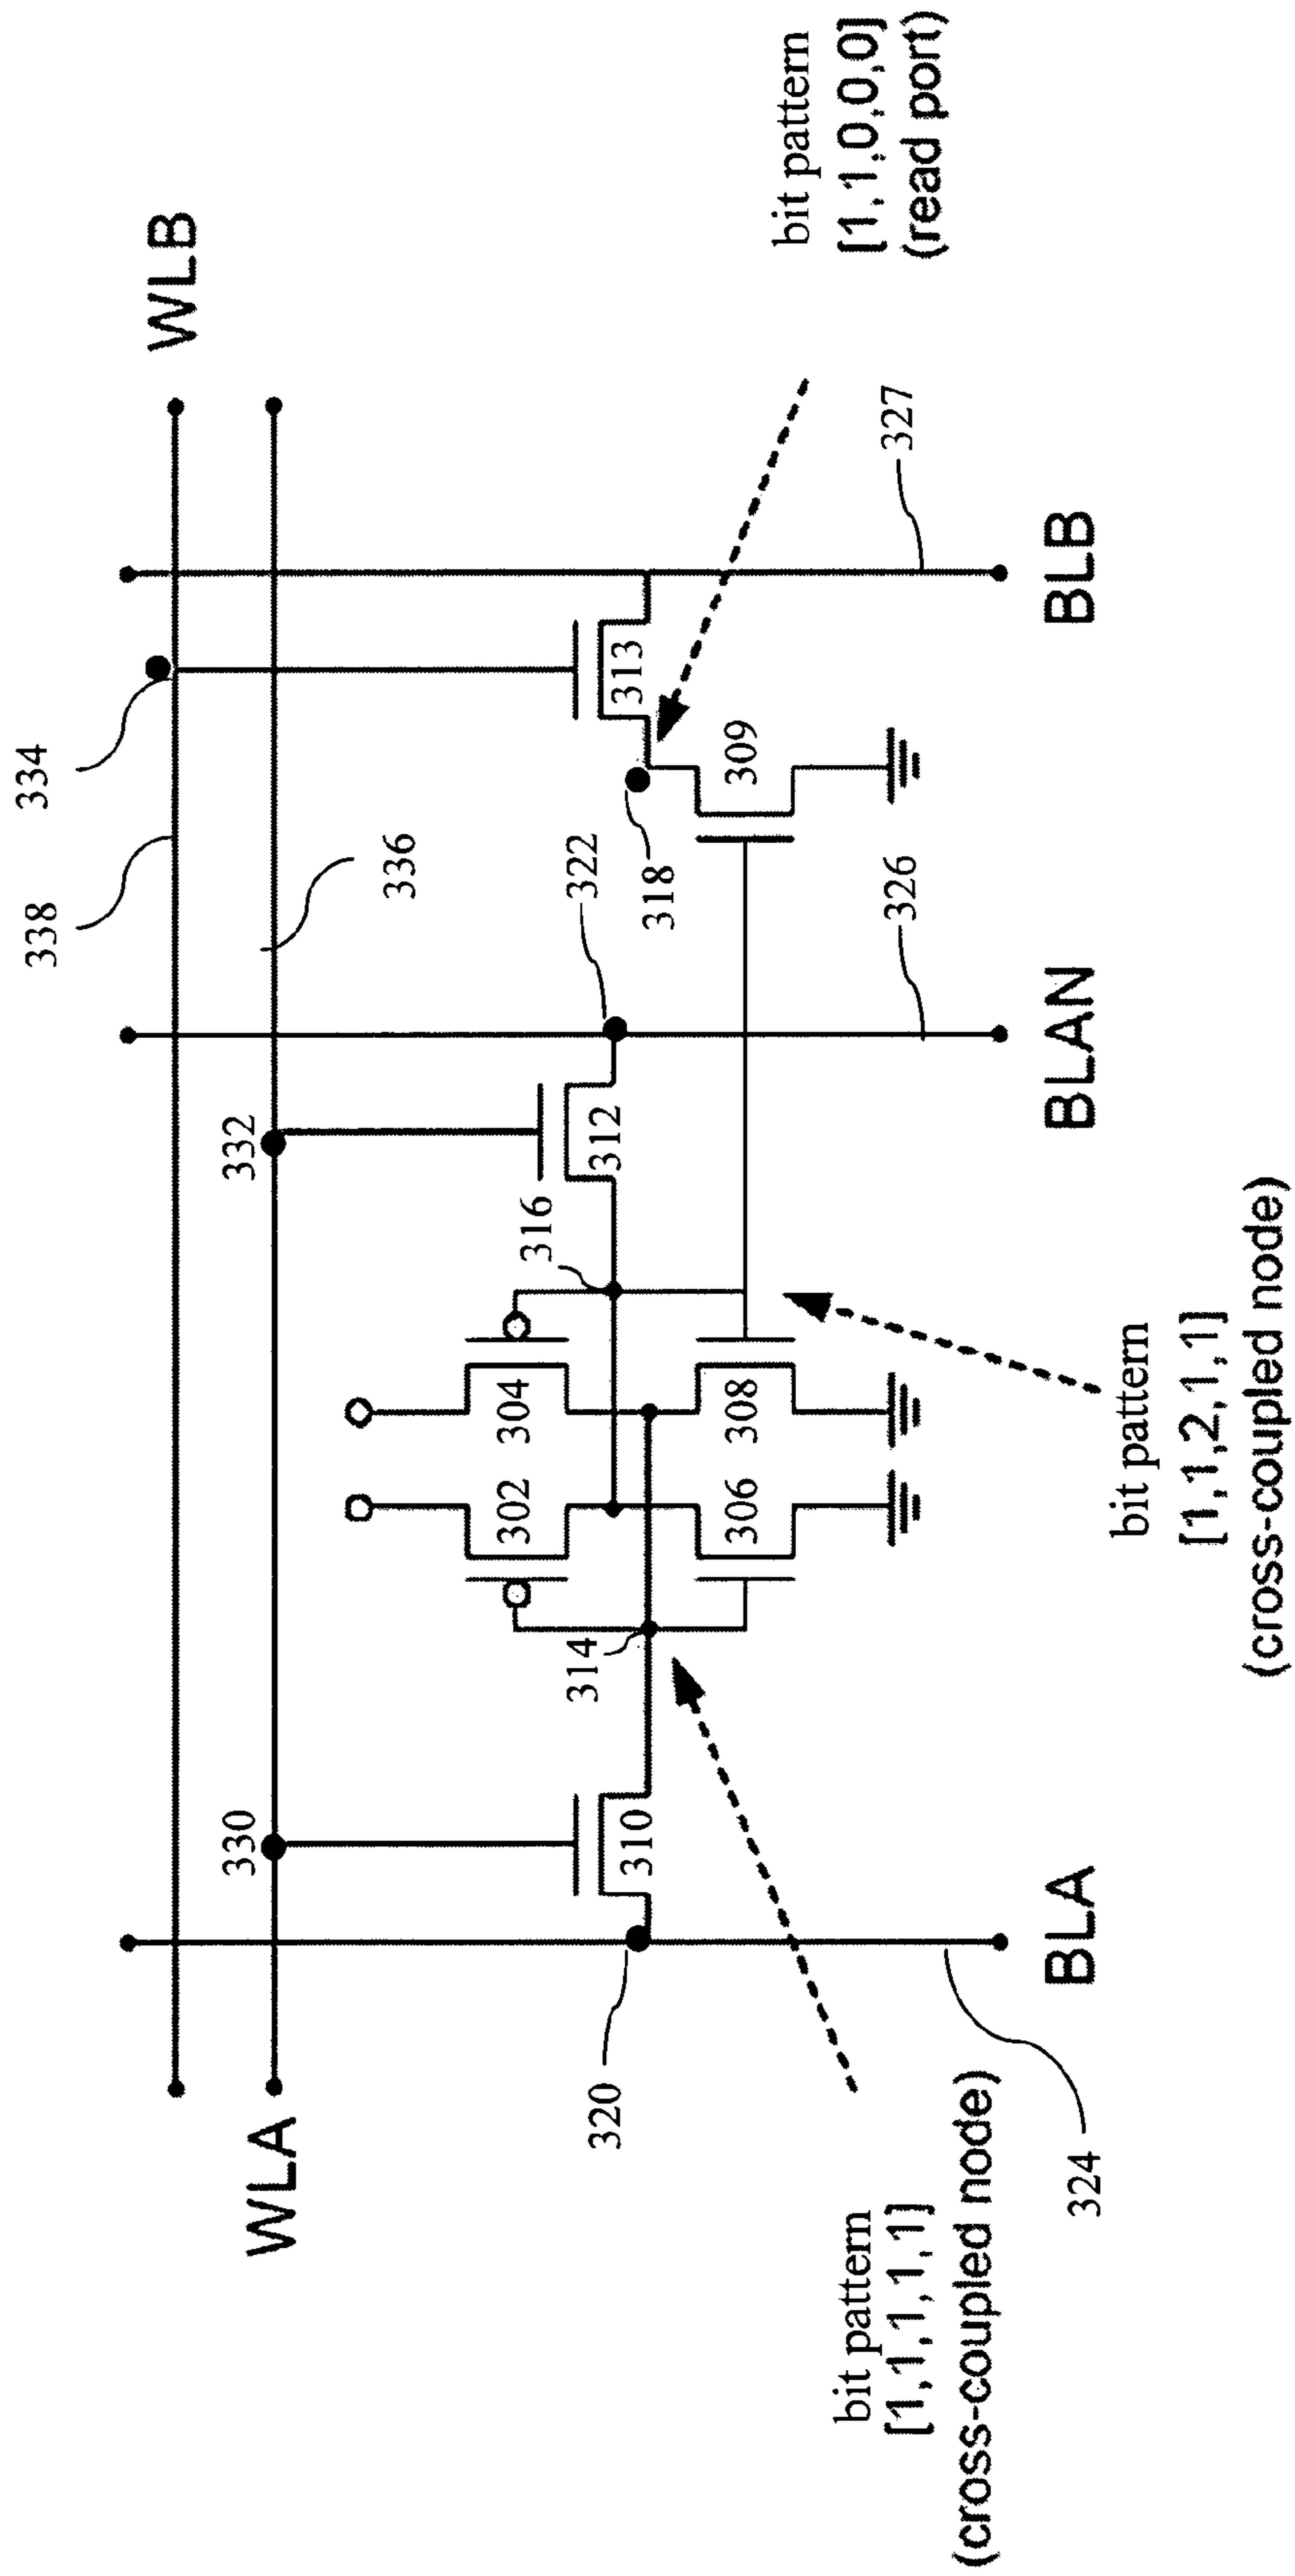 WLB
WLA
334
338
336
332
330
322
316
312
313
318
309
304
302
308
306
314
310
320
324
326
327
BLA
BLAN
BLB
bit pattern
[1,1,1,1,1]
(cross-coupled node)
bit pattern
[1,1,2,1,1]
(cross-coupled node)
bit pattern
[1,1,0,0,0]
(read port)